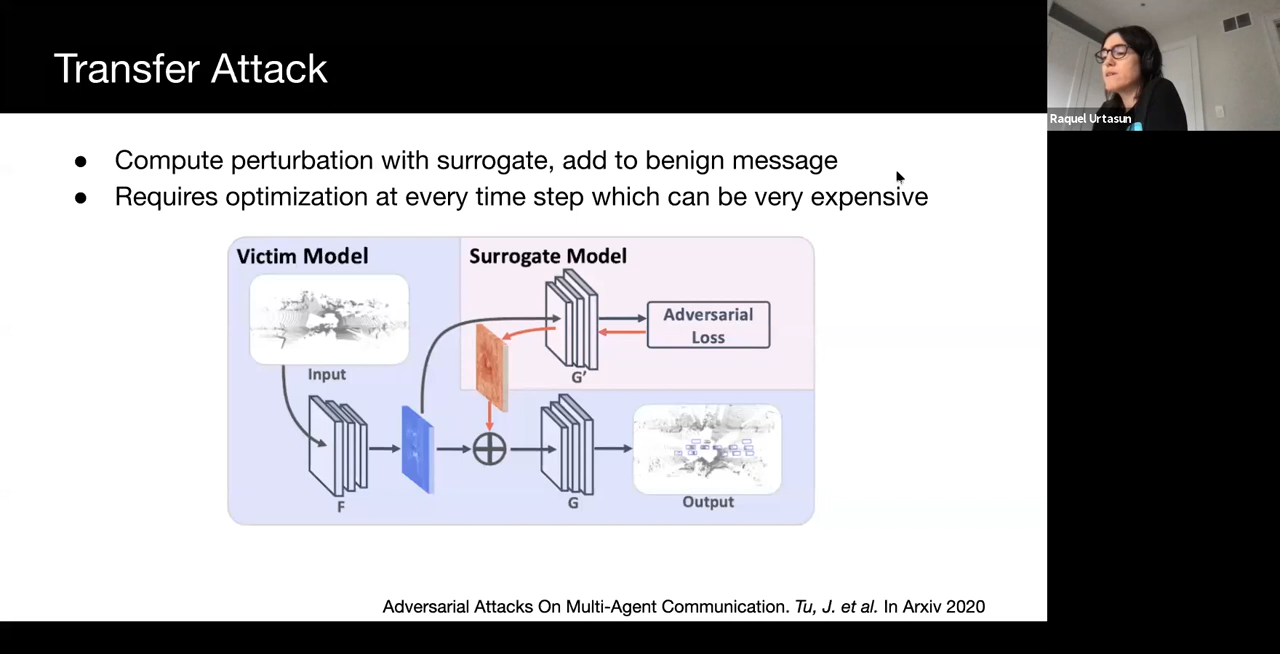 Transfer Attack
Raquel Urtasun
● Compute perturbation with surrogate, add to benign message
● Requires optimization at every time step which can be very expensive
Victim Model
Surrogate Model
Adversarial
Loss
Input
G′
F
G
Output
Adversarial Attacks On Multi-Agent Communication. Tu, J. et al. In Arxiv 2020